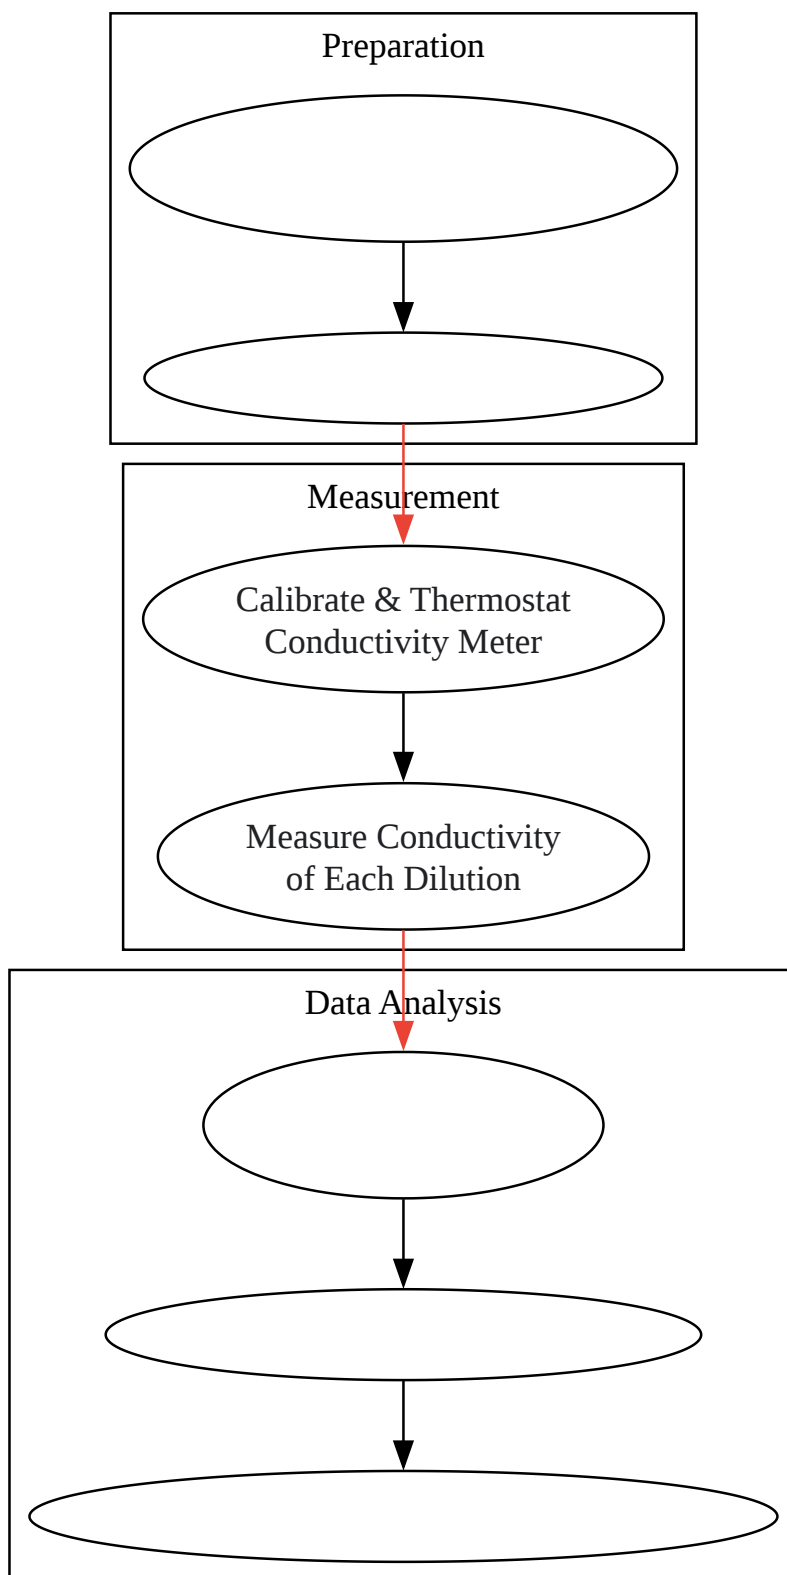 Preparation
Measurement
Calibrate & Thermostat
Conductivity Meter
Measure Conductivity
of Each Dilution
Data Analysis